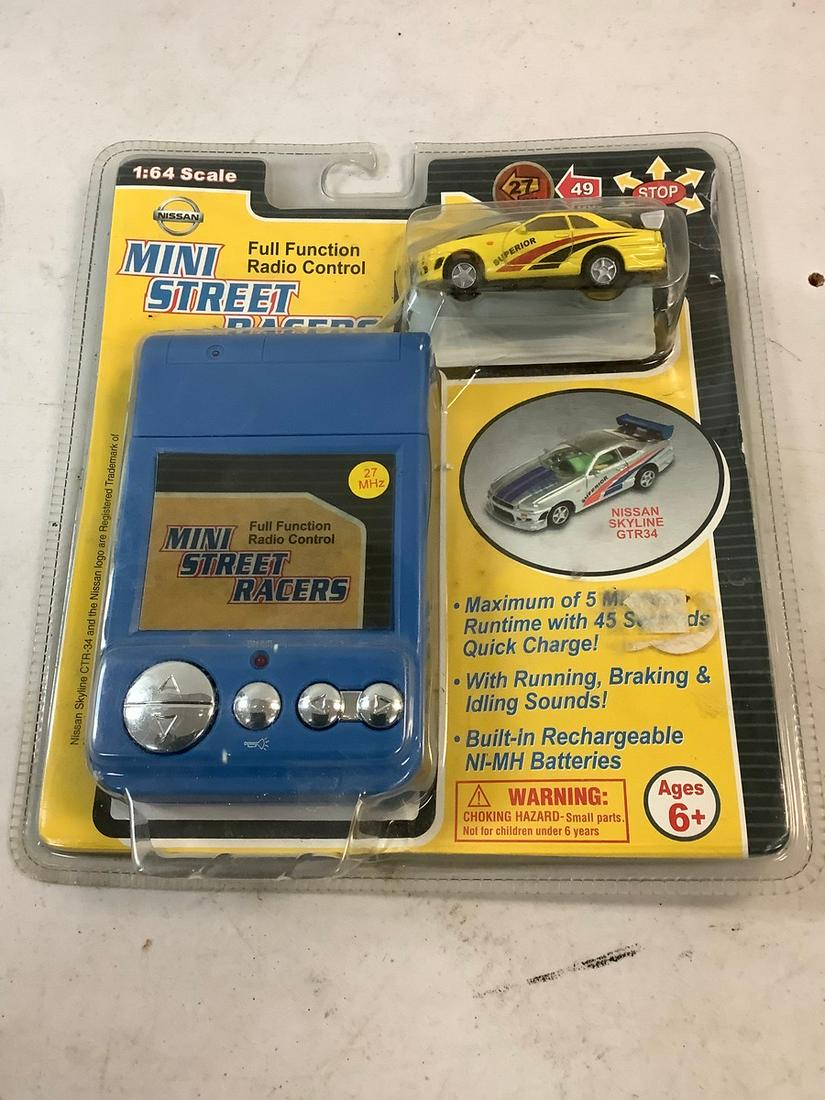 1:64 Scale
NISSAN
Full Function
Radio Control
MINI
STREET
RACERS
27
49
STOP
SUPERIOR
Nissan Skyline CTR-34 and the Nissan logo are Registered Trademark of
27
MHz
Full Function
Radio Control
MINI
STREET
RACERS
SUPERIOR
NISSAN
SKYLINE
GTR34
• Maximum of 5
Runtime with 45
Quick Charge!
• With Running, Braking &
Idling Sounds!
• Built-in Rechargeable
NI-MH Batteries
WARNING:
CHOKING HAZARD-Small parts.
Not for children under 6 years
Ages
6+